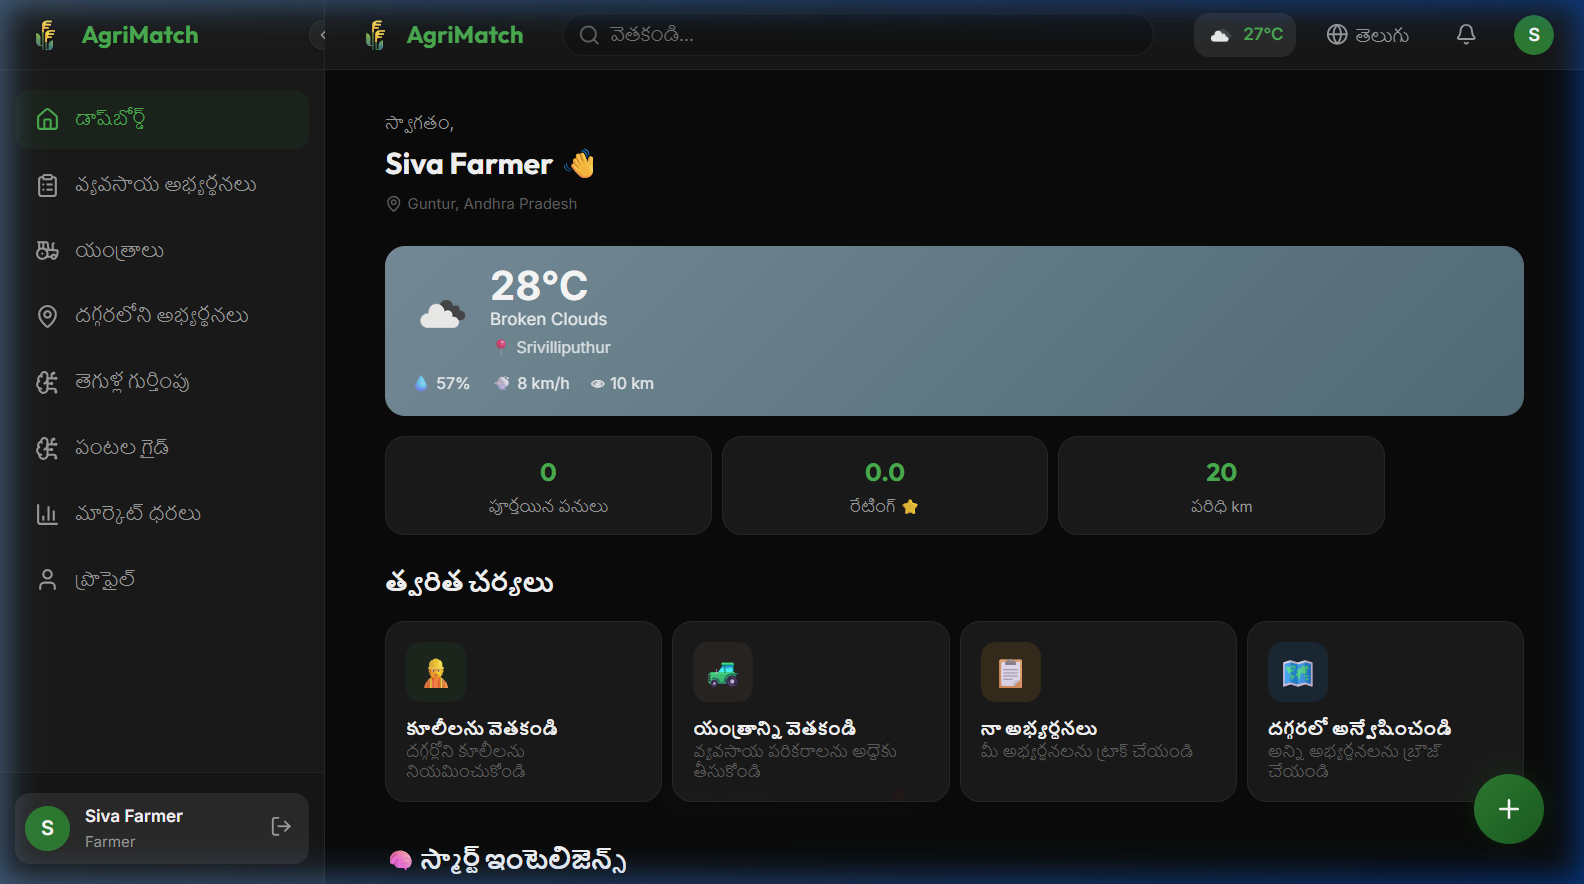 AgriMatch
AgriMatch
వెతకండి...
27°C
తెలుగు
S
డాష్‌బోర్డ్
వ్యవసాయ అభ్యర్థనలు
యంత్రాలు
దగ్గరలోని అభ్యర్థనలు
తెగుళ్ల గుర్తింపు
పంటల గైడ్
మార్కెట్ ధరలు
ప్రొఫైల్
S
Siva Farmer
Farmer
స్వాగతం,
Siva Farmer
Guntur, Andhra Pradesh
28°C
Broken Clouds
Srivilliputhur
57% 8 km/h 10 km
0
పూర్తయిన పనులు
0.0
రేటింగ్
20
పరిధి km
త్వరిత చర్యలు
కూలీలను వెతకండి
దగ్గర్లోని కూలీలను
నియమించుకోండి
యంత్రాన్ని వెతకండి
వ్యవసాయ పరికరాలను అద్దెకు
తీసుకోండి
నా అభ్యర్థనలు
మీ అభ్యర్థనలను ట్రాక్ చేయండి
దగ్గరలో అన్వేషించండి
అన్ని అభ్యర్థనలను బ్రౌజ్
చేయండి
స్మార్ట్ ఇంటెలిజెన్స్